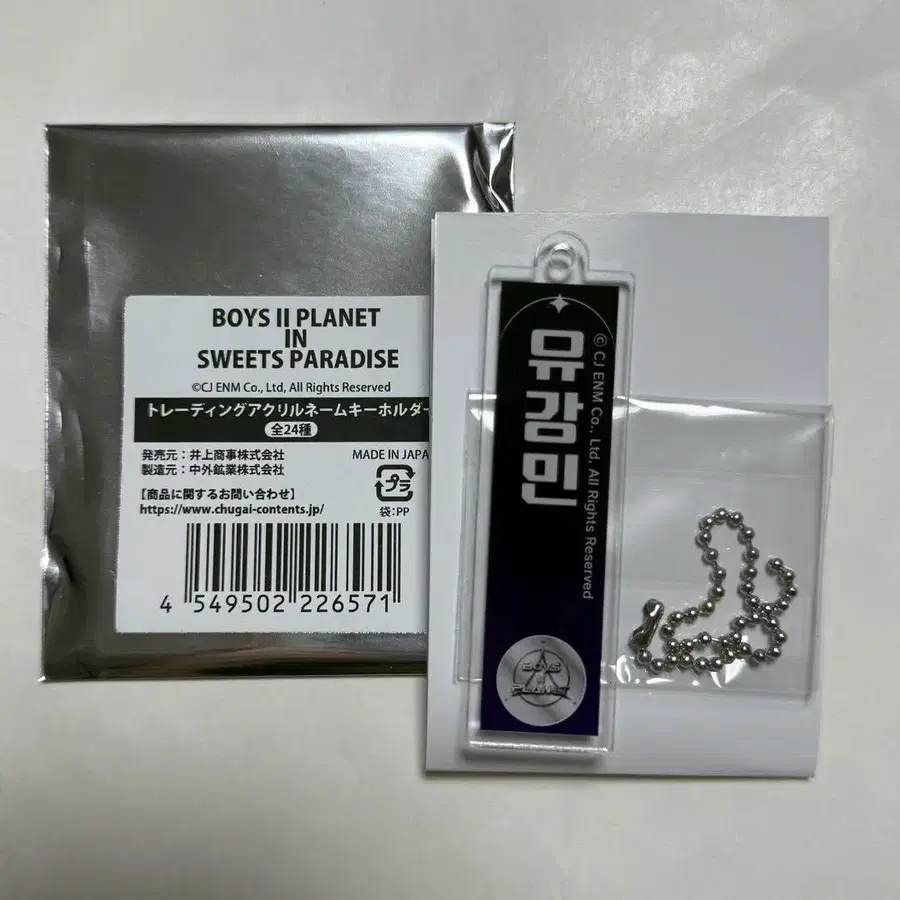 BOYS II PLANET
IN
SWEETS PARADISE
©CJ ENM Co., Ltd, All Rights Reserved
トレーディングアクリルネームキーホルダー
全24種
発売元：井上商事株式会社
製造元：中外鉱業株式会社
MADE IN JAPA
プラ
袋:PP
【商品に関するお問い合わせ】
https://www.chugai-contents.jp/
4 549502 226571
유강민
© CJ ENM Co., Ltd, All Rights Reserved
BOYS
II
PLANET